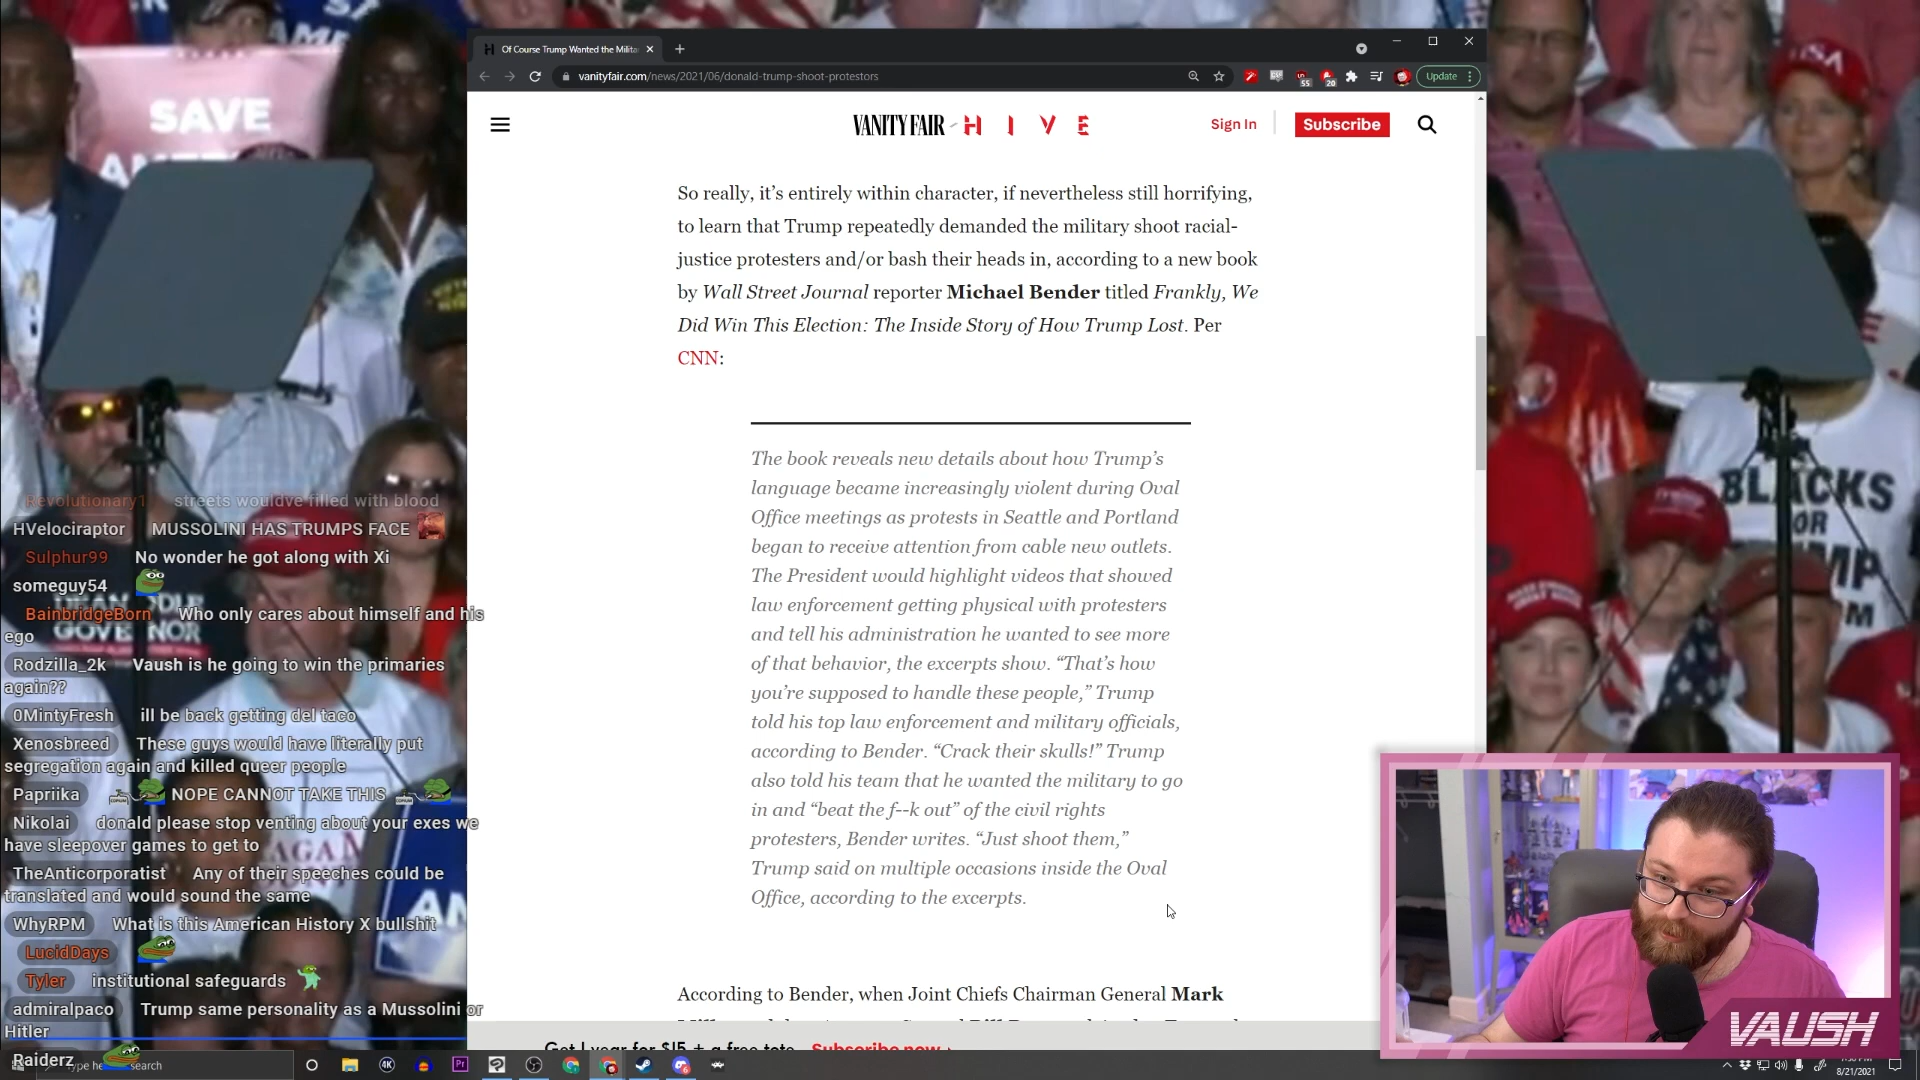 Of Course Trump Wanted the Milita
vanityfair.com/news/2021/06/donald-trump-shoot-protestors
55
20
Update
VANITY FAIR
HIVE
Sign In
Subscribe
So really, it’s entirely within character, if nevertheless still horrifying,
to learn that Trump repeatedly demanded the military shoot racial-
justice protesters and/or bash their heads in, according to a new book
by Wall Street Journal reporter Michael Bender titled Frankly, We
Did Win This Election: The Inside Story of How Trump Lost. Per
CNN:
The book reveals new details about how Trump’s
language became increasingly violent during Oval
Office meetings as protests in Seattle and Portland
began to receive attention from cable new outlets.
The President would highlight videos that showed
law enforcement getting physical with protesters
and tell his administration he wanted to see more
of that behavior, the excerpts show. “That’s how
you’re supposed to handle these people,” Trump
told his top law enforcement and military officials,
according to Bender. “Crack their skulls!” Trump
also told his team that he wanted the military to go
in and “beat the f--k out” of the civil rights
protesters, Bender writes. “Just shoot them,”
Trump said on multiple occasions inside the Oval
Office, according to the excerpts.
According to Bender, when Joint Chiefs Chairman General Mark
Get 1 year for $15 + a free tote.
Subscribe now
SAVE
USA
BLACKS
FOR
GOVERNOR
Revolutionary1 streets wouldve filled with blood
HVelociraptor MUSSOLINI HAS TRUMPS FACE
Sulphur99 No wonder he got along with Xi
someguy54
BainbridgeBorn Who only cares about himself and his
ego
Rodzilla_2k Vaush is he going to win the primaries
again??
0MintyFresh ill be back getting del taco
Xenosbreed These guys would have literally put
segregation again and killed queer people
Papriika NOPE CANNOT TAKE THIS
Nikolai donald please stop venting about your exes we
have sleepover games to get to
TheAnticorporatist Any of their speeches could be
translated and would sound the same
WhyRPM What is this American History X bullshit
LucidDays
Tyler institutional safeguards
admiralpaco Trump same personality as a Mussolini or
Hitler
Raiderz
search
4K
Pr
VAUSH
8/21/2021